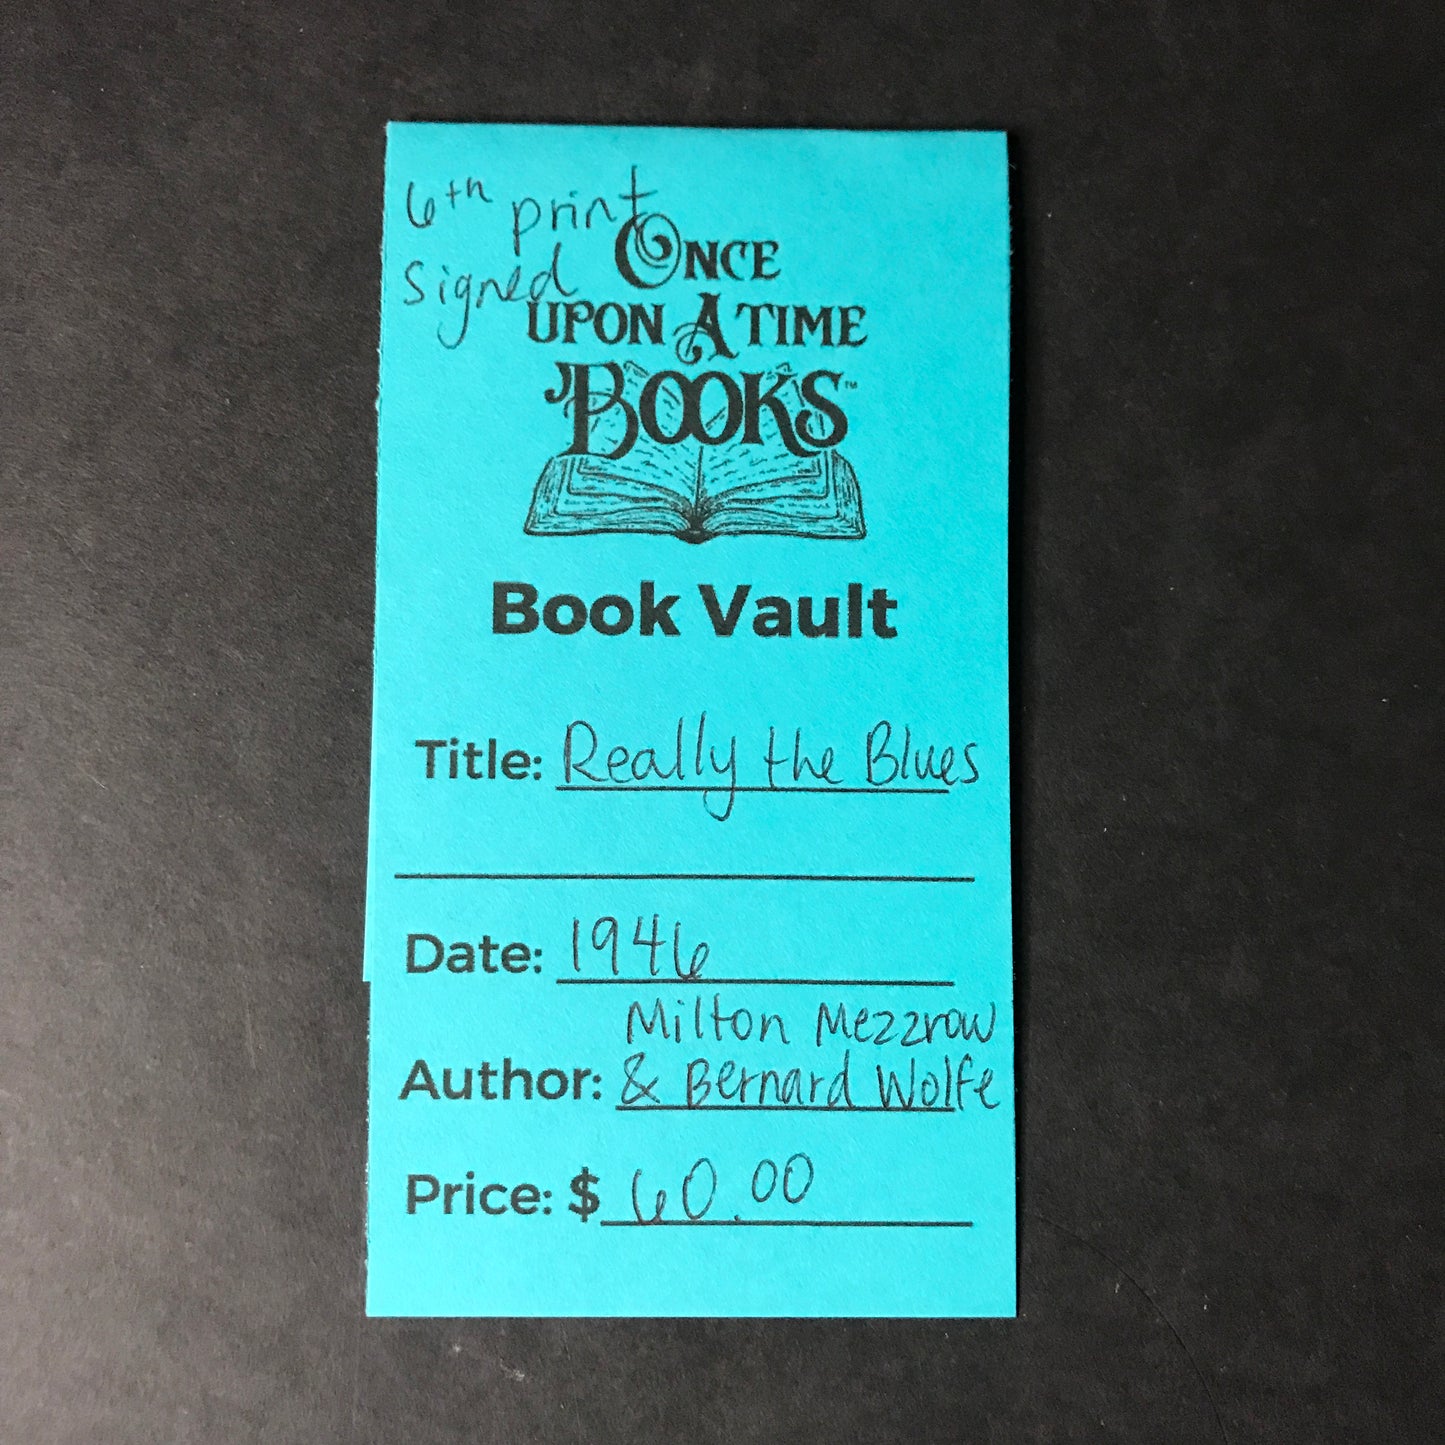 6th print
signed
ONCE
UPON A TIME
BOOKS™
Book Vault
Title: Really the Blues
Date: 1946
Milton Mezzrow
Author: & Bernard Wolfe
Price: $ 60.00